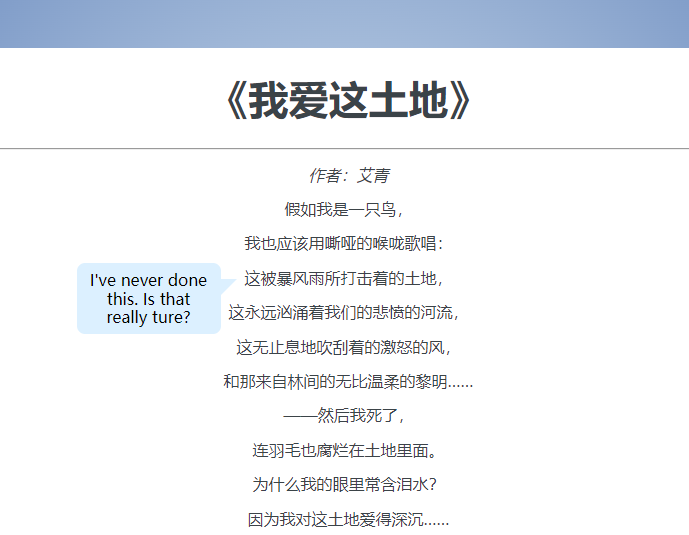 《我爱这土地》
作者：艾青
假如我是一只鸟，
我也应该用嘶哑的喉咙歌唱：
这被暴风雨所打击着的土地，
I've never done
this. Is that
really ture?
这永远汹涌着我们的悲愤的河流，
这无止息地吹刮着的激怒的风，
和那来自林间的无比温柔的黎明……
——然后我死了，
连羽毛也腐烂在土地里面。
为什么我的眼里常含泪水？
因为我对这土地爱得深沉……